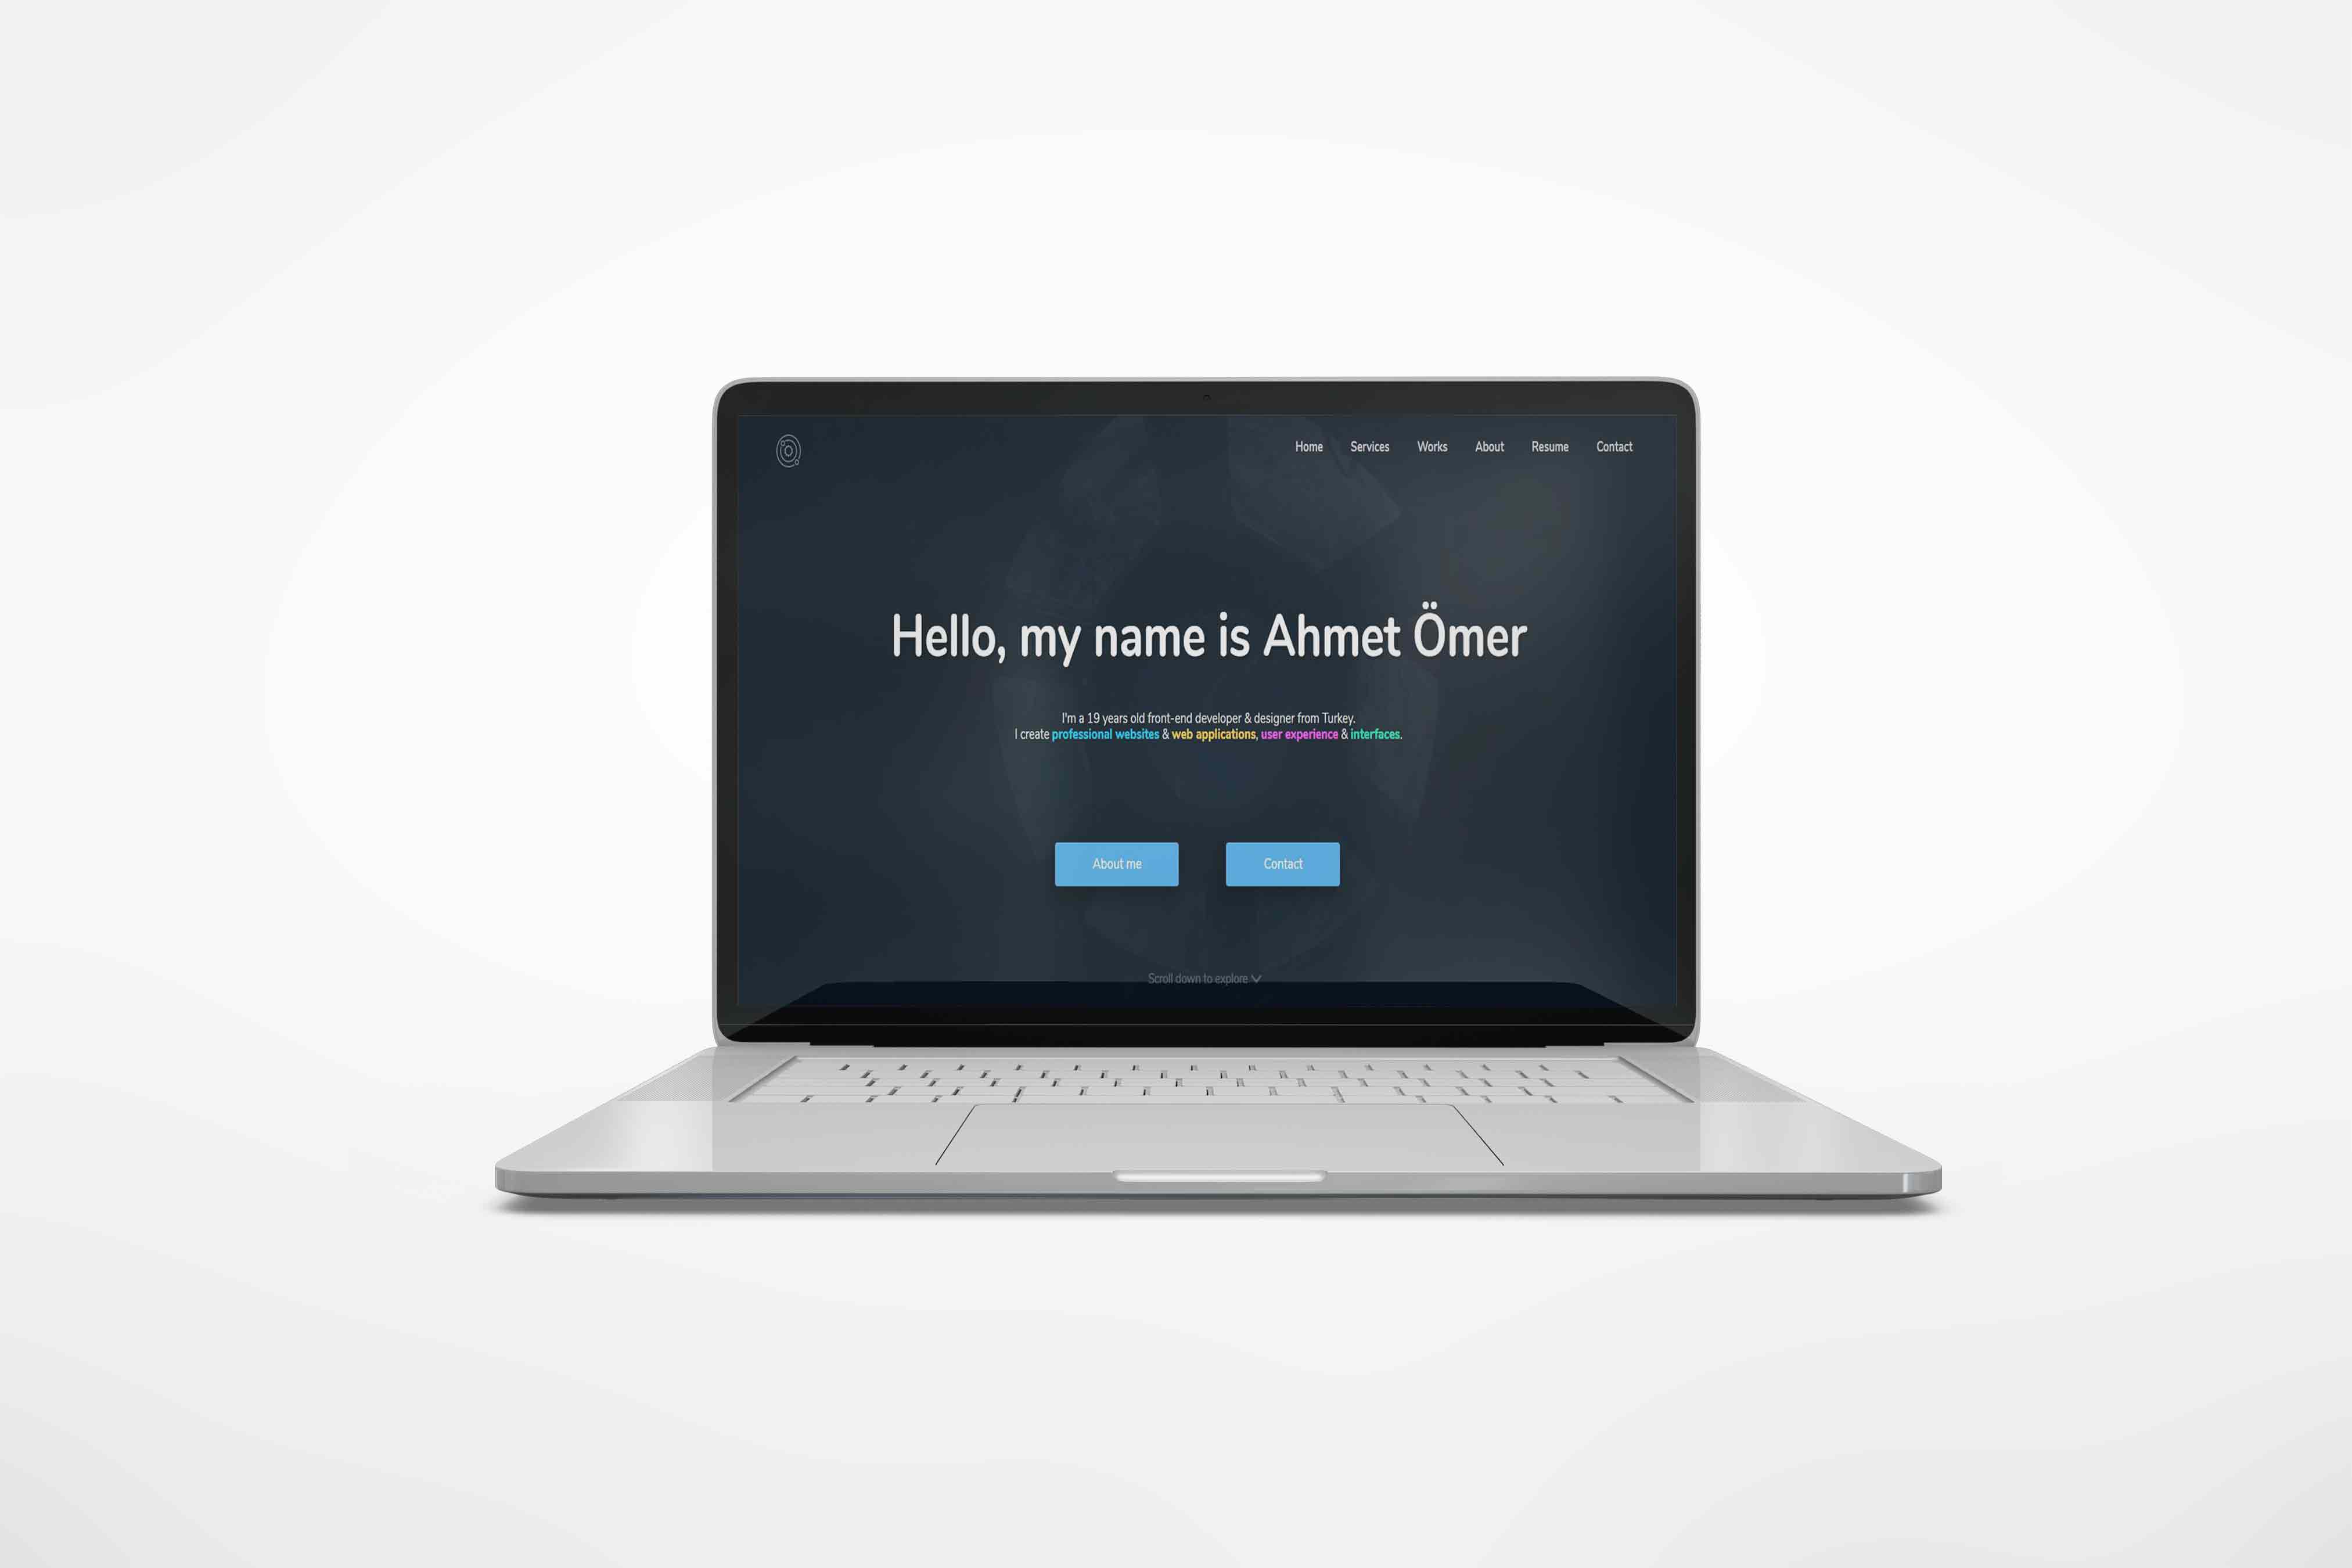 Home Services Works About Resume Contact
Hello, my name is Ahmet Ömer
I'm a 19 years old front-end developer & designer from Turkey.
I create professional websites & web applications, user experience & interfaces.
About me Contact
Scroll down to explore